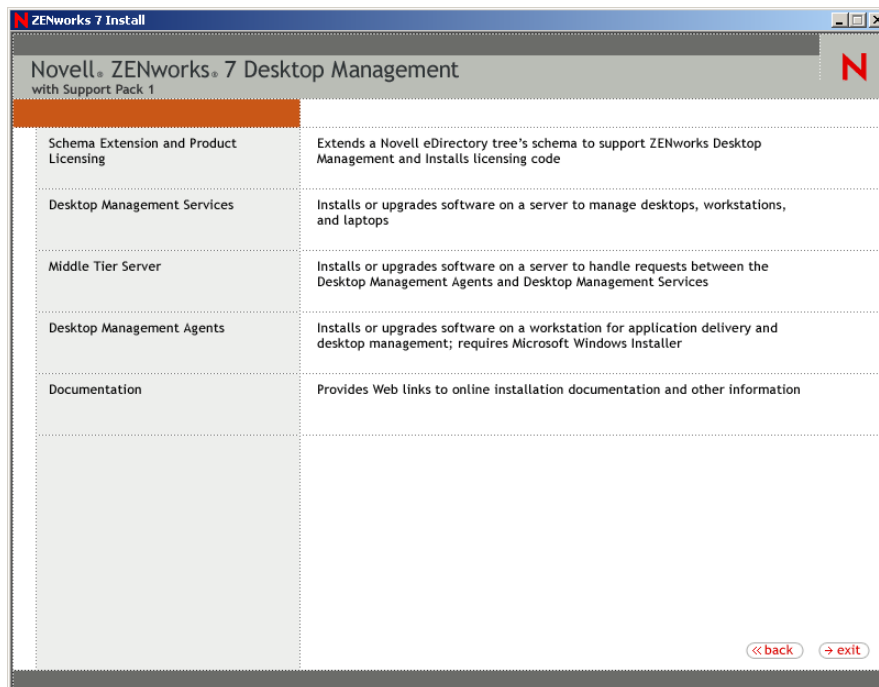 ZENworks 7 Install
Novell® ZENworks® 7 Desktop Management
with Support Pack 1
N
Schema Extension and Product
Licensing
Extends a Novell eDirectory tree's schema to support ZENworks Desktop
Management and Installs licensing code
Desktop Management Services
Installs or upgrades software on a server to manage desktops, workstations,
and laptops
Middle Tier Server
Installs or upgrades software on a server to handle requests between the
Desktop Management Agents and Desktop Management Services
Desktop Management Agents
Installs or upgrades software on a workstation for application delivery and
desktop management; requires Microsoft Windows Installer
Documentation
Provides Web links to online installation documentation and other information
« back
→ exit